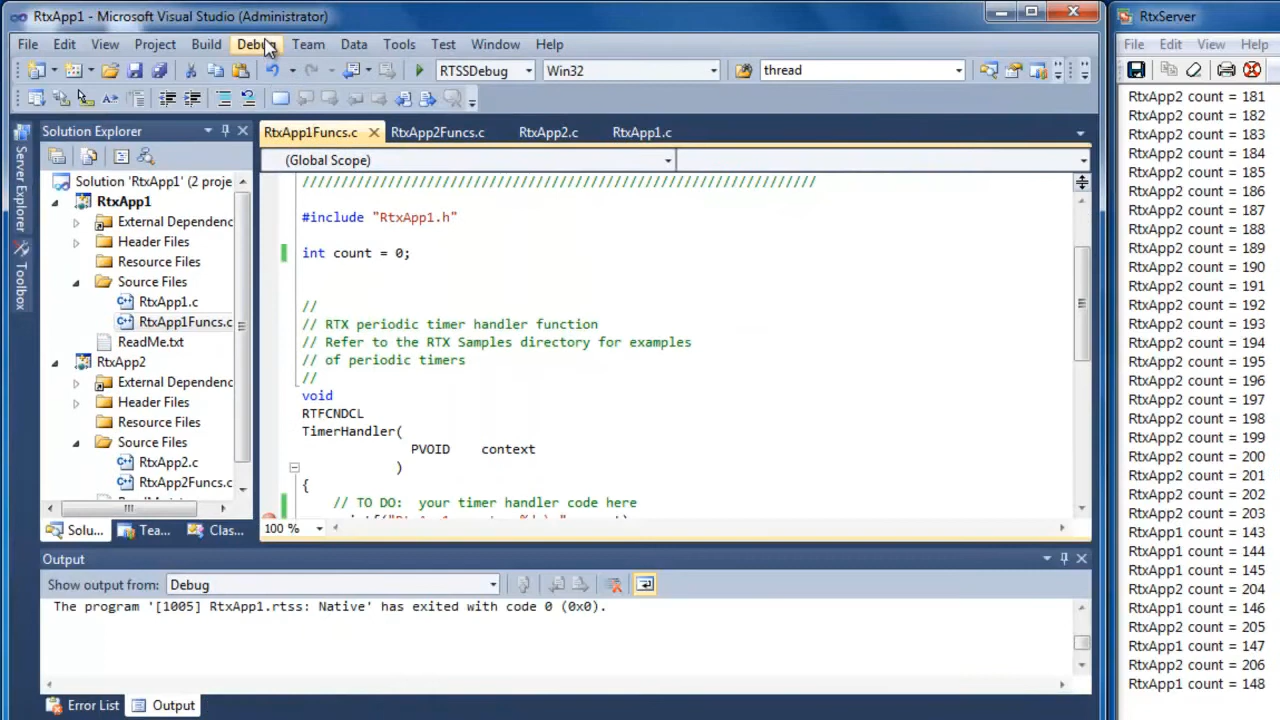 RtxApp1 - Microsoft Visual Studio (Administrator)
File Edit View Project Build Debug Team Data Tools Test Window Help
RTSSDebug Win32 thread
Server Explorer
Toolbox
Solution Explorer
Solution 'RtxApp1' (2 proje
RtxApp1
External Dependenc
Header Files
Resource Files
Source Files
RtxApp1.c
RtxApp1Funcs.c
ReadMe.txt
RtxApp2
External Dependenc
Header Files
Resource Files
Source Files
RtxApp2.c
RtxApp2Funcs.c
Solu... Tea... Clas...
RtxApp1Funcs.c RtxApp2Funcs.c RtxApp2.c RtxApp1.c
(Global Scope)
////////////////////////////////////////////////////////////////////
#include "RtxApp1.h"
int count = 0;
//
// RTX periodic timer handler function
// Refer to the RTX Samples directory for examples
// of periodic timers
//
void
RTFCNDCL
TimerHandler(
PVOID context
)
{
// TO DO: your timer handler code here
100 %
Output
Show output from: Debug
The program '[1005] RtxApp1.rtss: Native' has exited with code 0 (0x0).
Error List Output
RtxServer
File Edit View Help
RtxApp2 count = 181
RtxApp2 count = 182
RtxApp2 count = 183
RtxApp2 count = 184
RtxApp2 count = 185
RtxApp2 count = 186
RtxApp2 count = 187
RtxApp2 count = 188
RtxApp2 count = 189
RtxApp2 count = 190
RtxApp2 count = 191
RtxApp2 count = 192
RtxApp2 count = 193
RtxApp2 count = 194
RtxApp2 count = 195
RtxApp2 count = 196
RtxApp2 count = 197
RtxApp2 count = 198
RtxApp2 count = 199
RtxApp2 count = 200
RtxApp2 count = 201
RtxApp2 count = 202
RtxApp2 count = 203
RtxApp1 count = 143
RtxApp1 count = 144
RtxApp1 count = 145
RtxApp2 count = 204
RtxApp1 count = 146
RtxApp2 count = 205
RtxApp1 count = 147
RtxApp2 count = 206
RtxApp1 count = 148